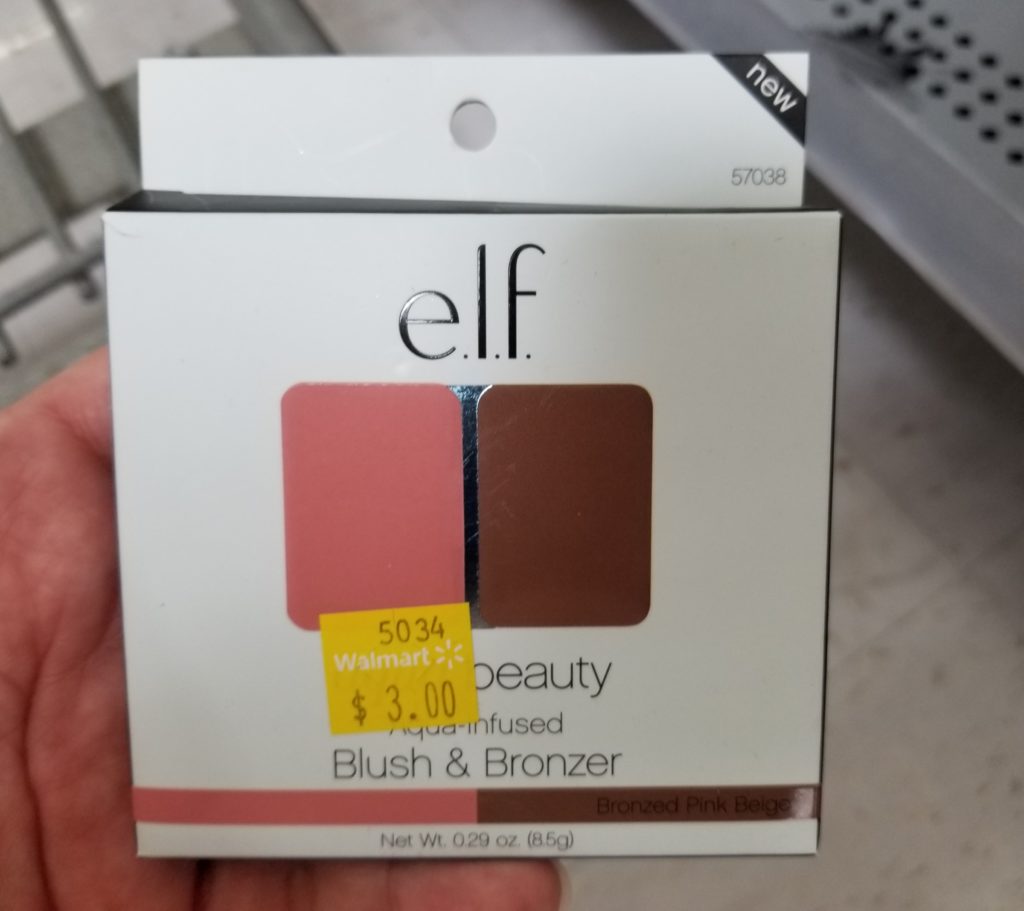 new
57038
e.l.f.
5034
Walmart
$ 3.00
beauty
Aqua-infused
Blush & Bronzer
Bronzed Pink Beige
Net Wt. 0.29 oz. (8.5g)